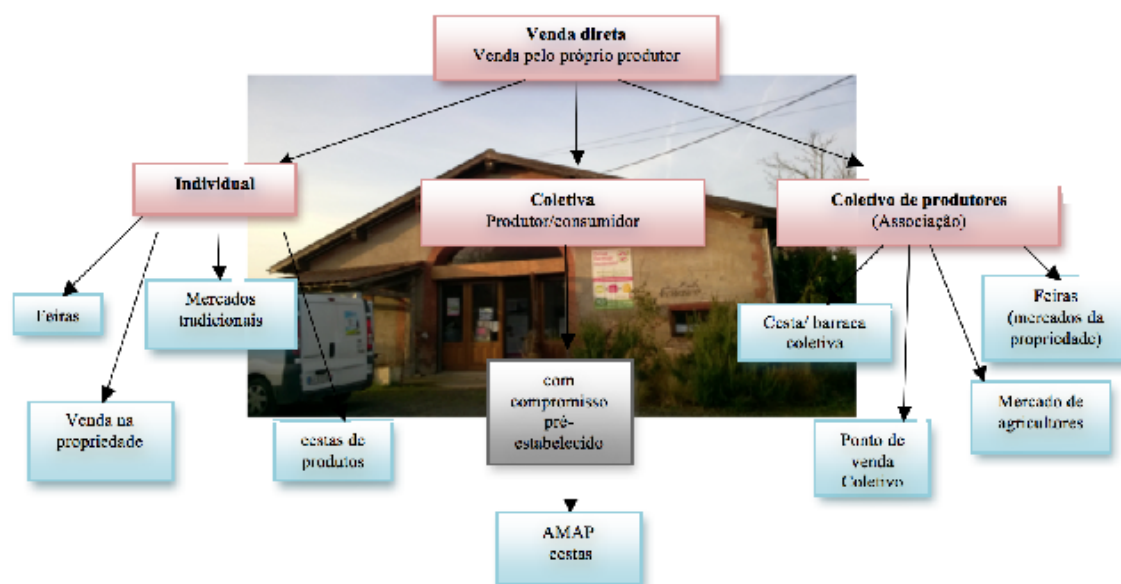 Venda direta
Venda pelo próprio produtor
Individual
Coletiva
Produtor/consumidor
Coletivo de produtores
(Associação)
Feiras
Mercados
tradicionais
Cesta/ barraca
coletiva
Feiras
(mercados da
propriedade)
Venda na
propriedade
cestas de
produtos
com
compromisso
pré-
estabelecido
Ponto de
venda
Coletivo
Mercado de
agricultores
AMAP
cestas